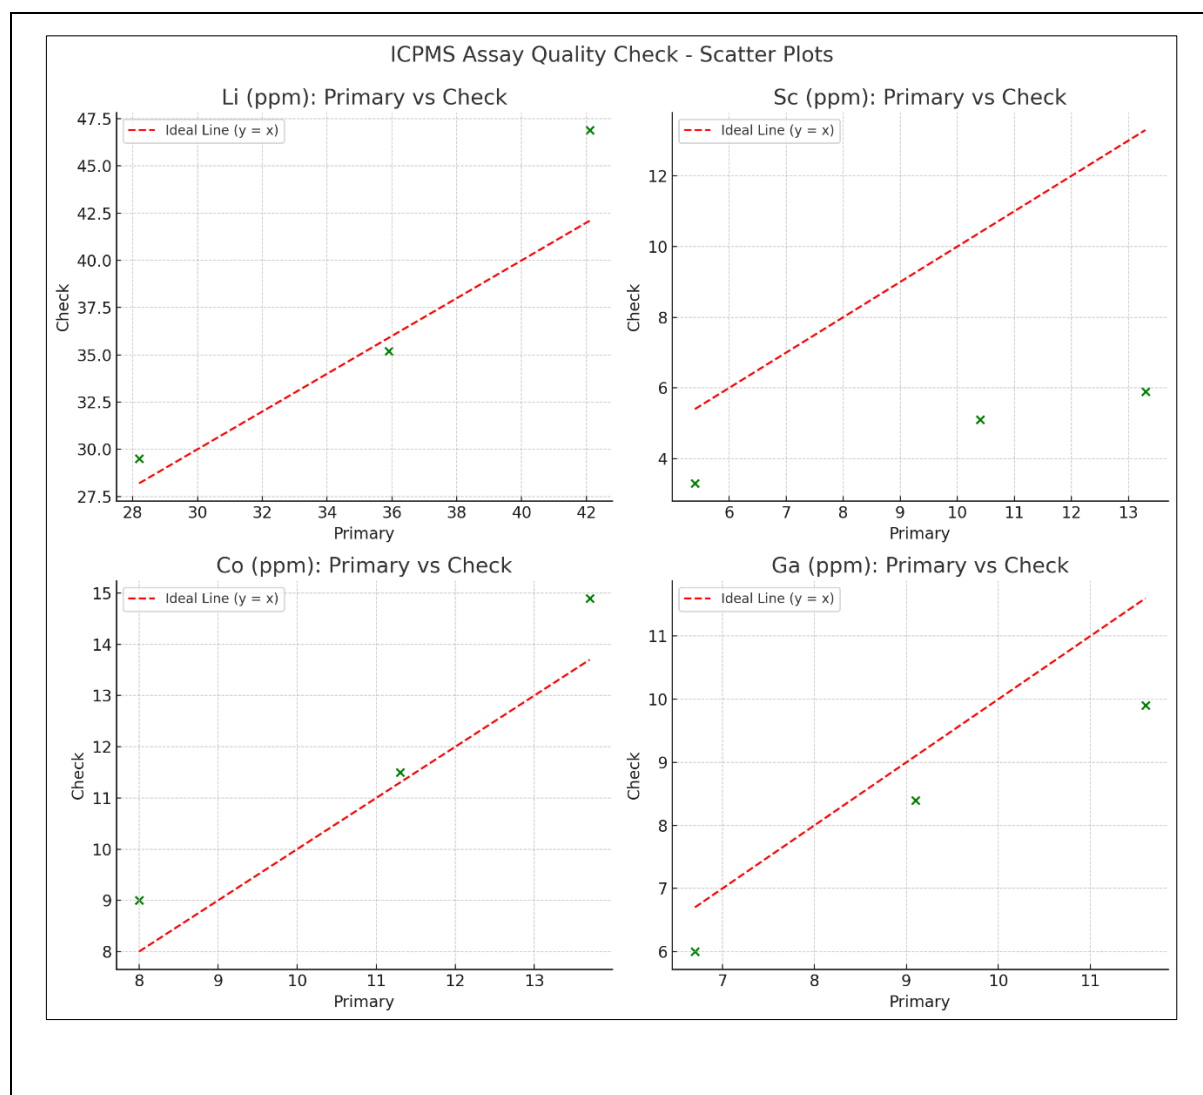 ICPMS Assay Quality Check - Scatter Plots
Li (ppm): Primary vs Check
Ideal Line (y = x)
47.5
45.0
42.5
40.0
37.5
35.0
32.5
30.0
27.5
Check
28 30 32 34 36 38 40 42
Primary
Sc (ppm): Primary vs Check
Ideal Line (y = x)
12
10
8
6
4
Check
6 7 8 9 10 11 12 13
Primary
Co (ppm): Primary vs Check
Ideal Line (y = x)
15
14
13
12
11
10
9
8
Check
8 9 10 11 12 13
Primary
Ga (ppm): Primary vs Check
Ideal Line (y = x)
11
10
9
8
7
6
Check
7 8 9 10 11
Primary